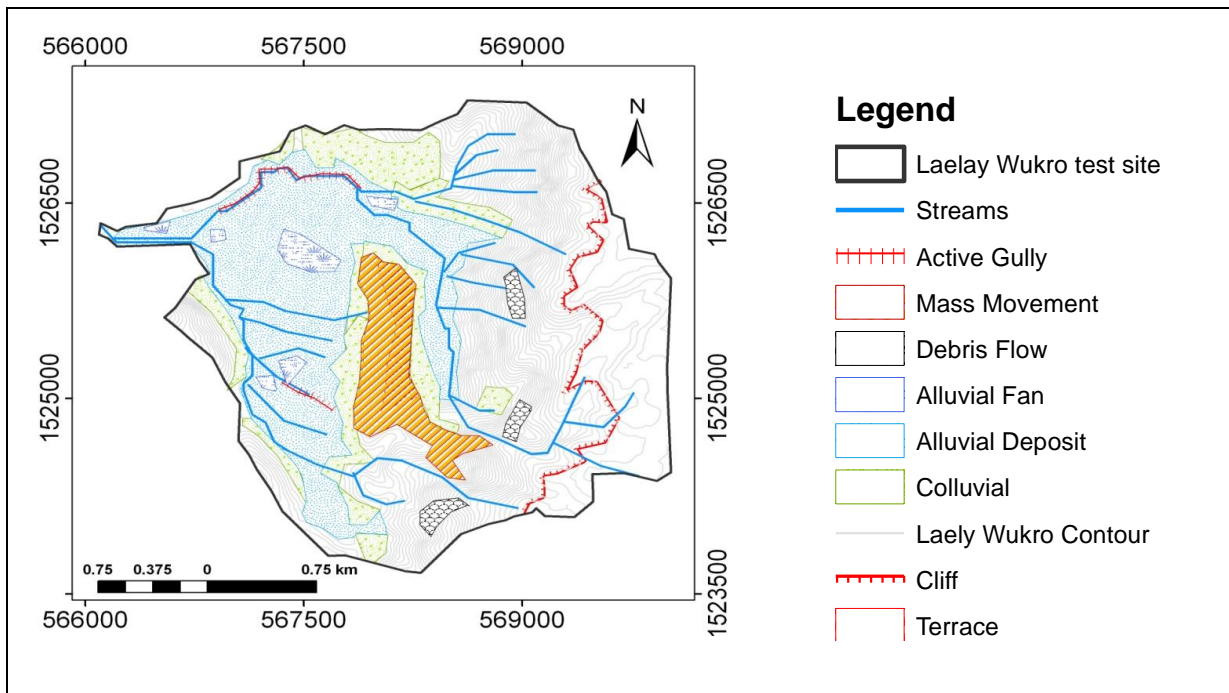 566000 567500 569000
N
1526500 1526500
1525000 1525000
1523500
0.75 0.375 0 0.75 km
566000 567500 569000
Legend
Laelay Wukro test site
Streams
Active Gully
Mass Movement
Debris Flow
Alluvial Fan
Alluvial Deposit
Colluvial
Laely Wukro Contour
Cliff
Terrace